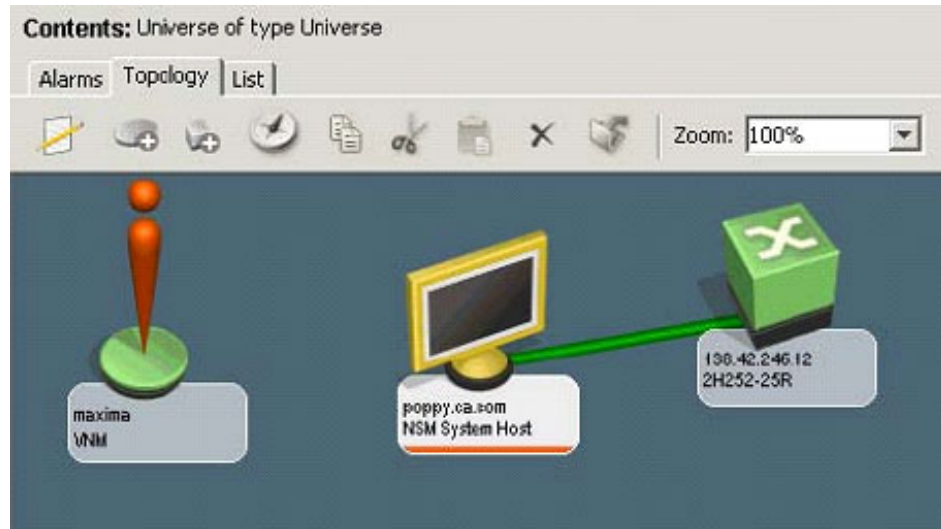 Contents: Universe of type Universe
Alarms Topology List
Zoom: 100%
138.42.246.12
2H252-25R
poppy.ca.com
NSM System Host
maxima
VNM